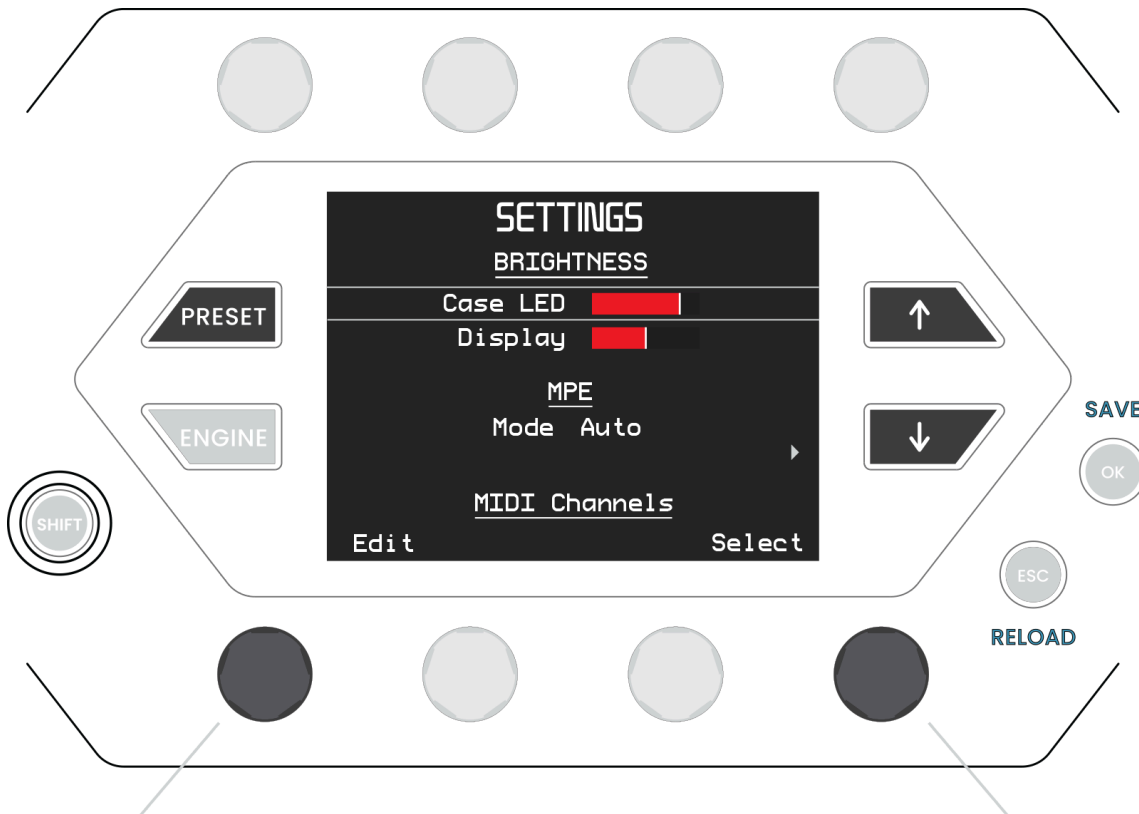 SETTINGS
BRIGHTNESS
Case LED
Display
MPE
Mode Auto
MIDI Channels
Edit Select
PRESET
ENGINE
SHIFT
SAVE
OK
ESC
RELOAD